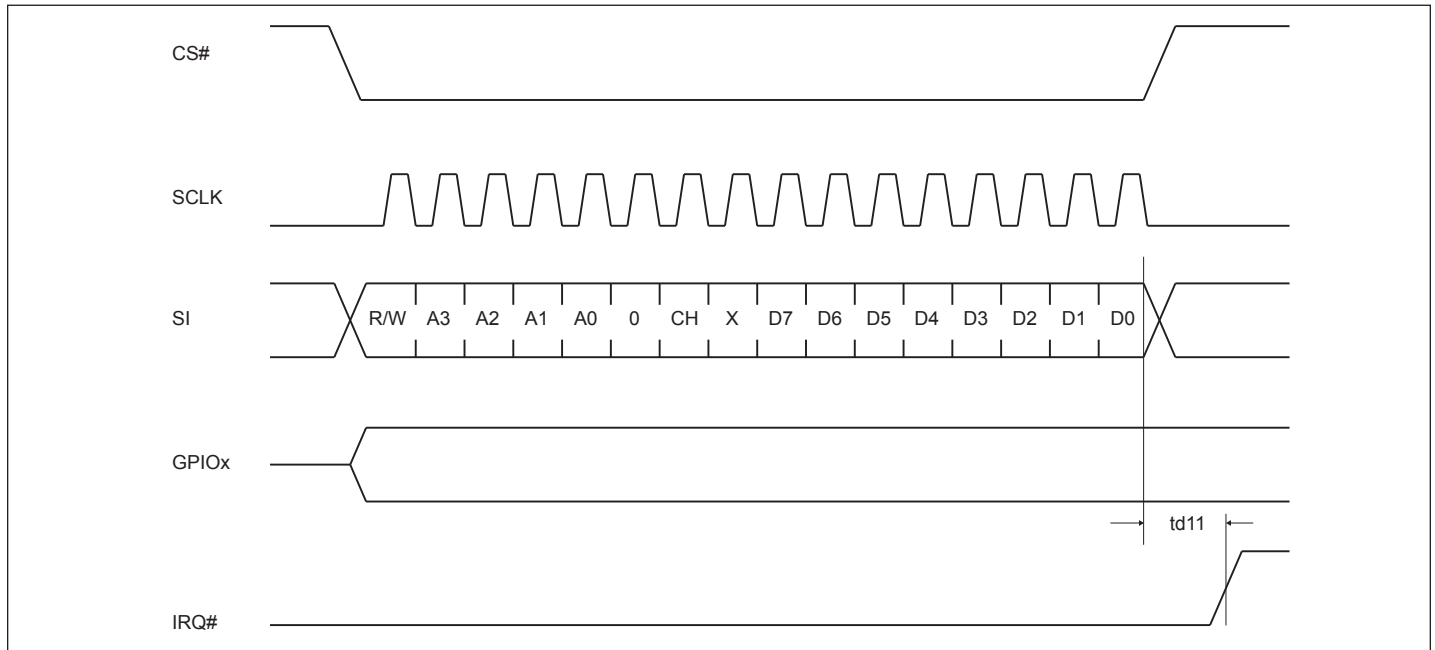 CS#
SCLK
SI
R/W A3 A2 A1 A0 0 CH X D7 D6 D5 D4 D3 D2 D1 D0
GPIOx
td11
IRQ#